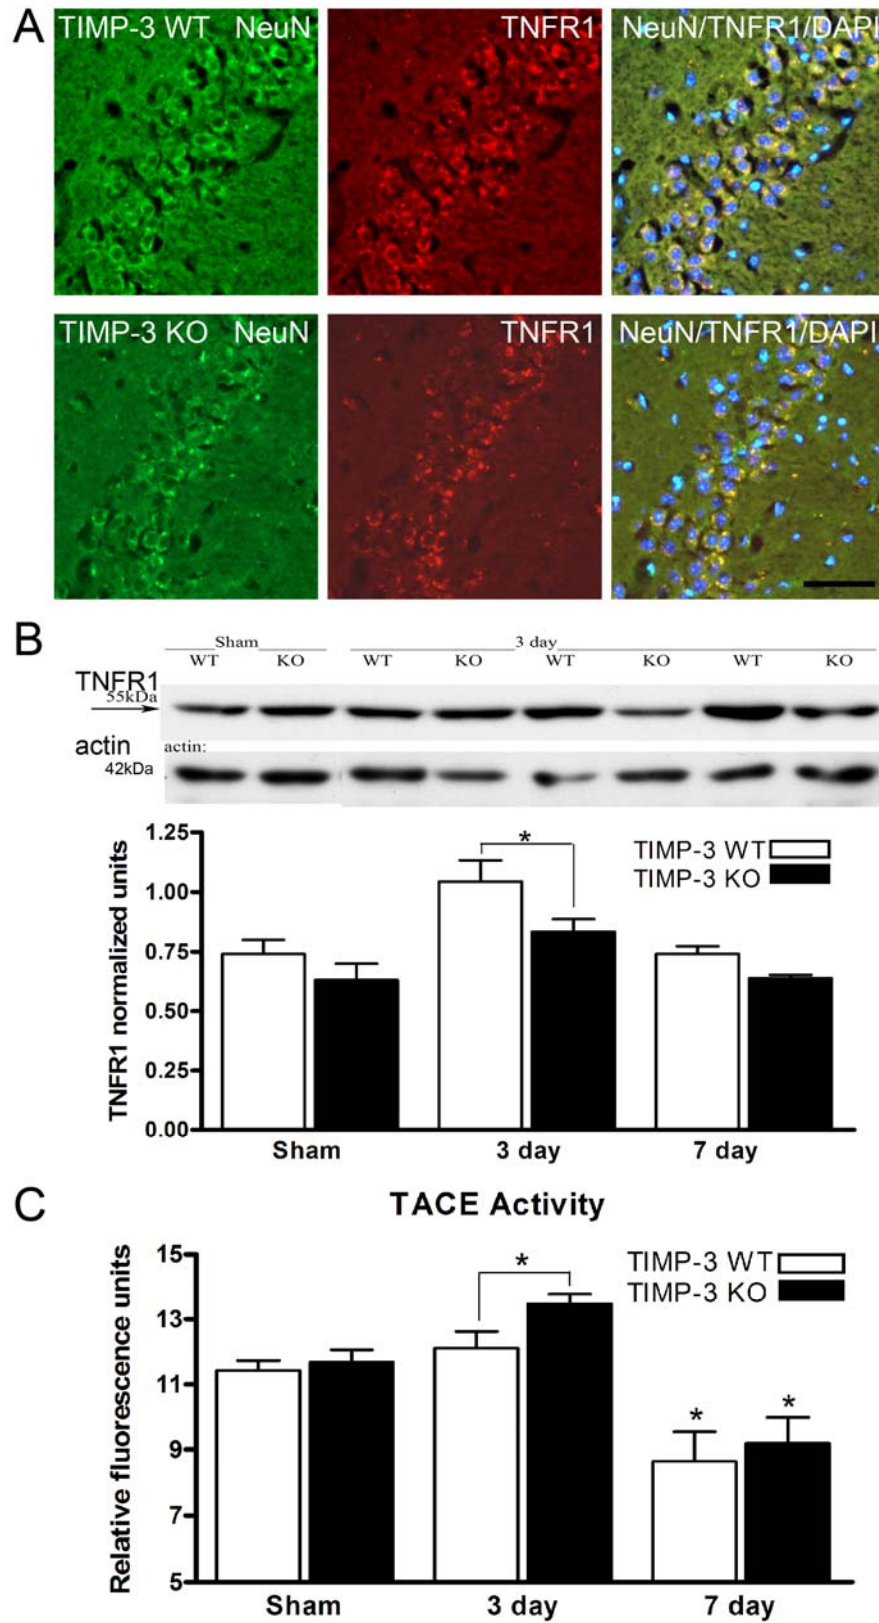 A
TIMP-3 WT NeuN TNFR1 NeuN/TNFR1/DAPI
TIMP-3 KO NeuN TNFR1 NeuN/TNFR1/DAPI
B
Sham 3 day
WT KO WT KO WT KO WT KO
TNFR1
55kDa
actin actin:
42kDa
1.25
1.00
0.75
0.50
0.25
0.00
TNFR1 normalized units
*
TIMP-3 WT
TIMP-3 KO
Sham 3 day 7 day
C
TACE Activity
15
13
11
9
7
5
Relative fluorescence units
*
* *
TIMP-3 WT
TIMP-3 KO
Sham 3 day 7 day